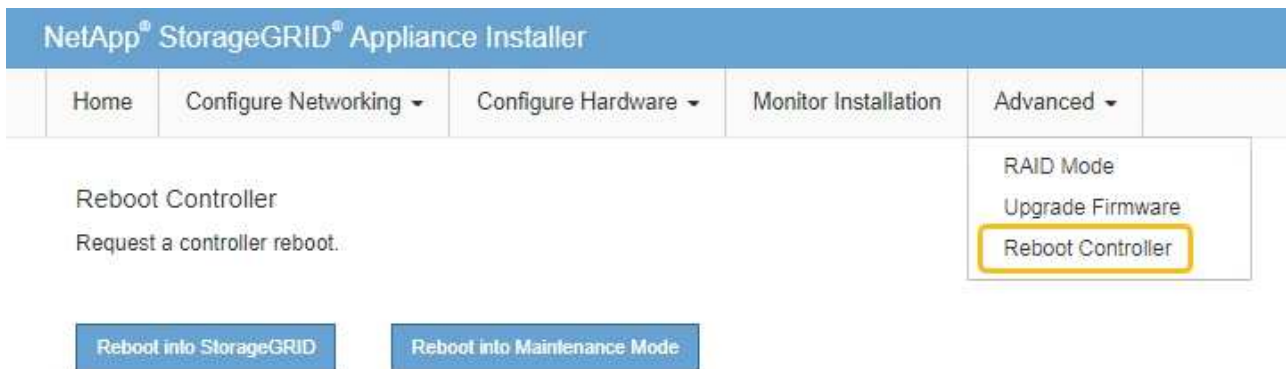 NetApp® StorageGRID® Appliance Installer
Home Configure Networking Configure Hardware Monitor Installation Advanced
RAID Mode
Upgrade Firmware
Reboot Controller
Reboot Controller
Request a controller reboot.
Reboot into StorageGRID Reboot into Maintenance Mode